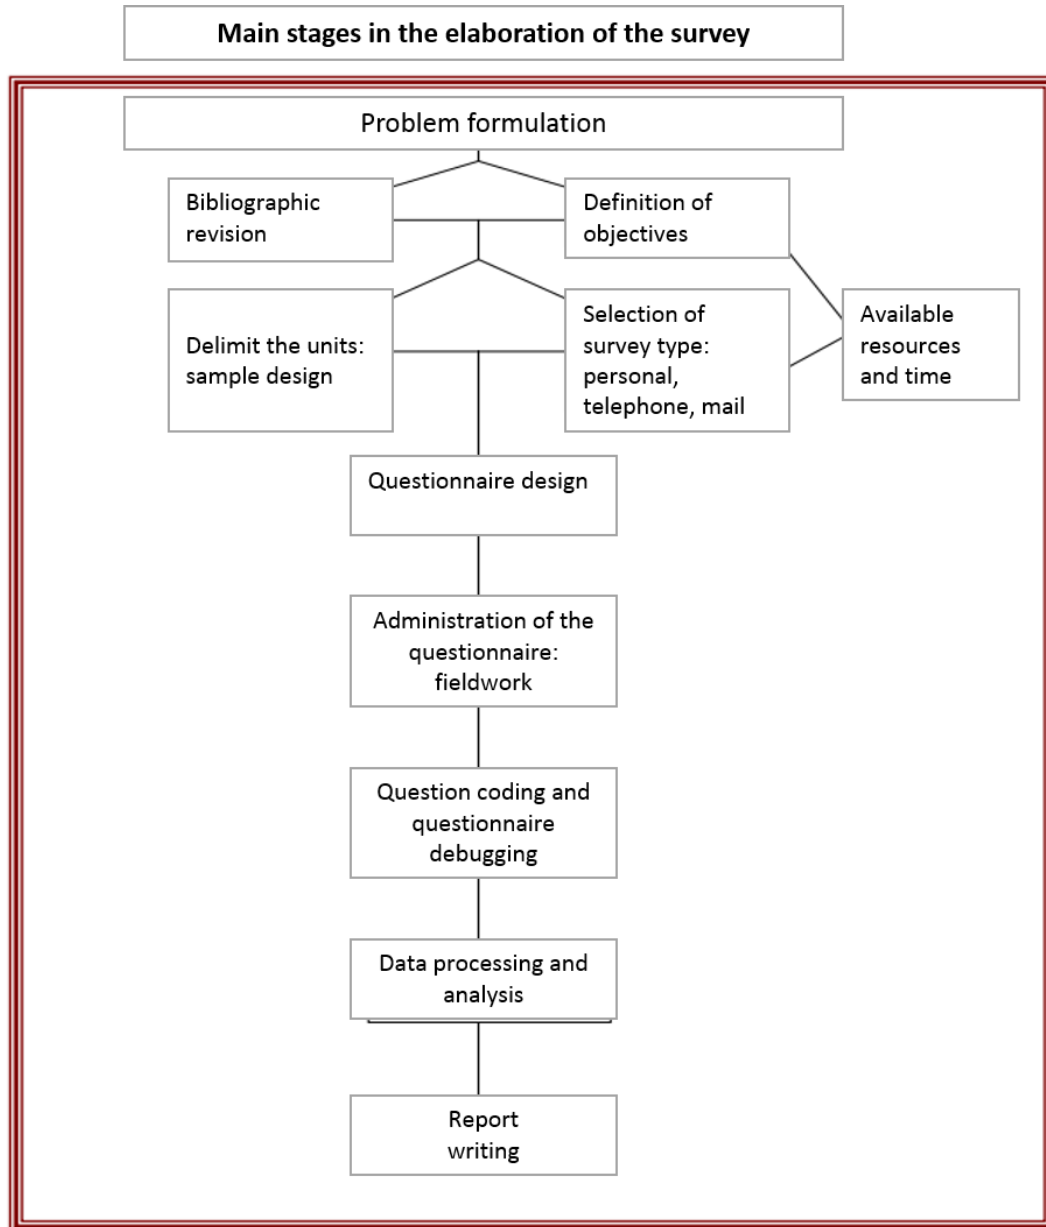 Main stages in the elaboration of the survey
Problem formulation
Bibliographic
revision
Definition of
objectives
Delimit the units:
sample design
Selection of
survey type:
personal,
telephone, mail
Available
resources
and time
Questionnaire design
Administration of the
questionnaire:
fieldwork
Question coding and
questionnaire
debugging
Data processing and
analysis
Report
writing